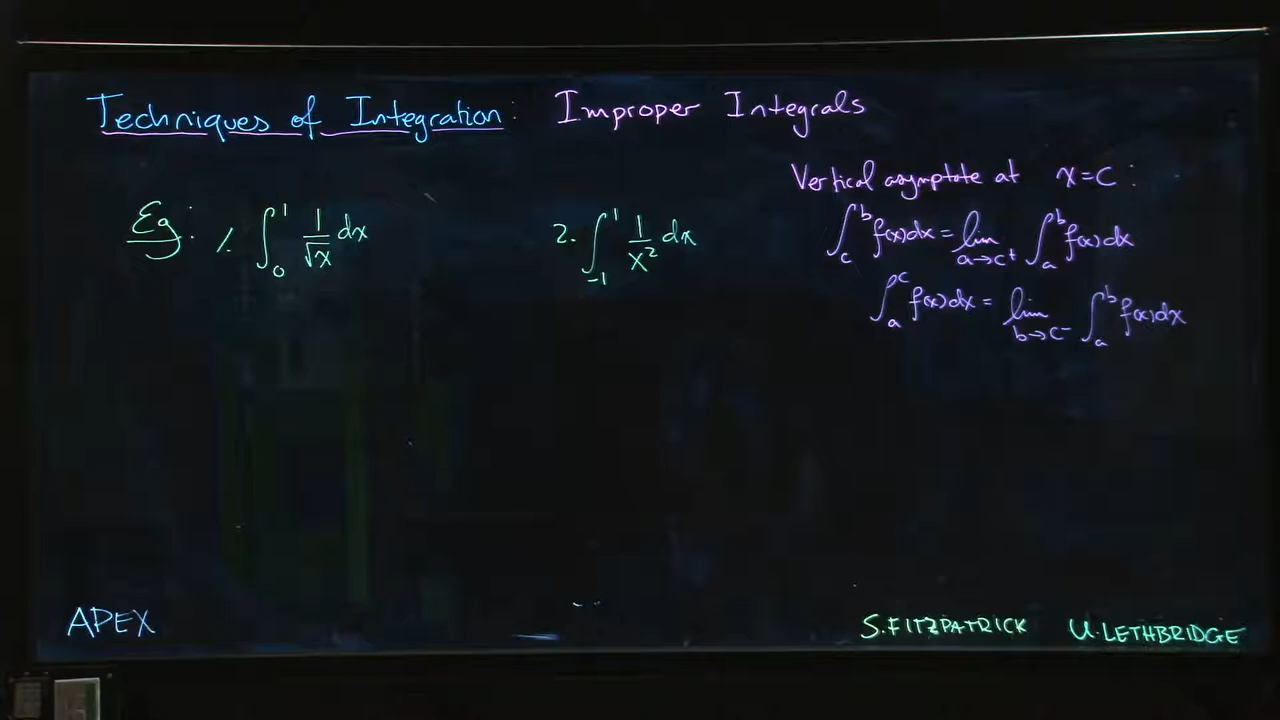 Techniques of Integration: Improper Integrals
Vertical asymptote at x=c:
Eg: 1. ∫₀¹ 1/√x dx
2. ∫₋₁¹ 1/x² dx
∫_c^b f(x)dx = lim_{a→c⁺} ∫_a^b f(x)dx
∫_a^c f(x)dx = lim_{b→c⁻} ∫_a^b f(x)dx
APEX
S.FITZPATRICK U.LETHBRIDGE